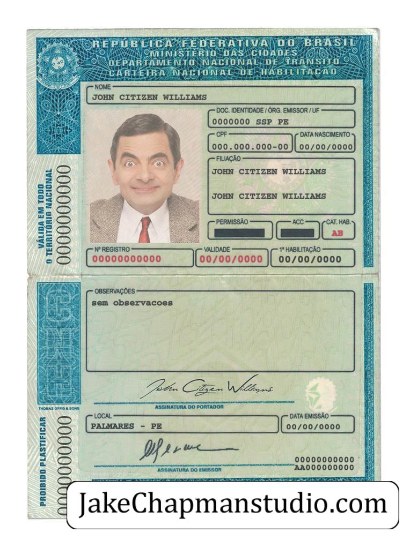 REPÚBLICA FEDERATIVA DO BRASIL
MINISTÉRIO DAS CIDADES
DEPARTAMENTO NACIONAL DE TRÂNSITO
CARTEIRA NACIONAL DE HABILITAÇÃO
NOME
JOHN CITIZEN WILLIAMS
DOC. IDENTIDADE / ÓRG. EMISSOR / UF
0000000 SSP PE
CPF
DATA NASCIMENTO
000.000.000-00
00/00/0000
FILIAÇÃO
JOHN CITIZEN WILLIAMS
JOHN CITIZEN WILLIAMS
PERMISSÃO
ACC
CAT. HAB.
AB
Nº REGISTRO
VALIDADE
1ª HABILITAÇÃO
00000000000
00/00/0000
00/00/0000
VÁLIDA EM TODO
O TERRITÓRIO NACIONAL
0000000000
OBSERVAÇÕES
sem observacoes
John Citizen Williams
ASSINATURA DO PORTADOR
THOMAS GREG & SONS
LOCAL
DATA EMISSÃO
PALMARES - PE
00/00/0000
ASSINATURA DO EMISSOR
00000000000
AA000000000
PROIBIDO PLASTIFICAR
0000000000
JakeChapmanstudio.com